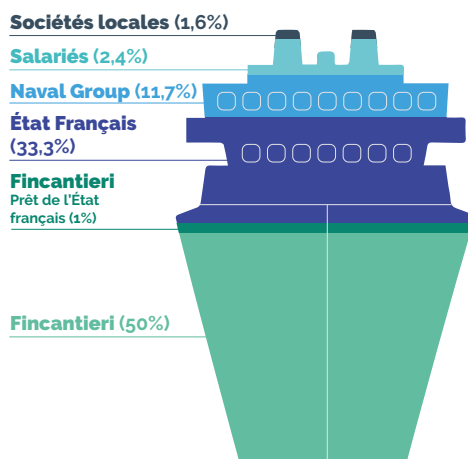 Sociétés locales (1,6%)
Salariés (2,4%)
Naval Group (11,7%)
État Français
(33,3%)
Fincantieri
Prêt de l'État
français (1%)
Fincantieri (50%)